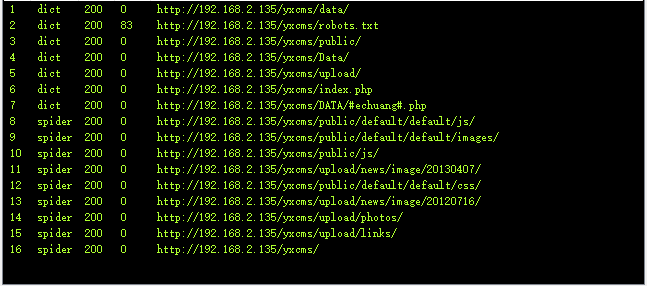 1 dict 200 0 http://192.168.2.135/yxcms/data/
2 dict 200 83 http://192.168.2.135/yxcms/robots.txt
3 dict 200 0 http://192.168.2.135/yxcms/public/
4 dict 200 0 http://192.168.2.135/yxcms/Data/
5 dict 200 0 http://192.168.2.135/yxcms/upload/
6 dict 200 0 http://192.168.2.135/yxcms/index.php
7 dict 200 0 http://192.168.2.135/yxcms/DATA/#echuang#.php
8 spider 200 0 http://192.168.2.135/yxcms/public/default/default/js/
9 spider 200 0 http://192.168.2.135/yxcms/public/default/default/images/
10 spider 200 0 http://192.168.2.135/yxcms/public/js/
11 spider 200 0 http://192.168.2.135/yxcms/upload/news/image/20130407/
12 spider 200 0 http://192.168.2.135/yxcms/public/default/default/css/
13 spider 200 0 http://192.168.2.135/yxcms/upload/news/image/20120716/
14 spider 200 0 http://192.168.2.135/yxcms/upload/photos/
15 spider 200 0 http://192.168.2.135/yxcms/upload/links/
16 spider 200 0 http://192.168.2.135/yxcms/